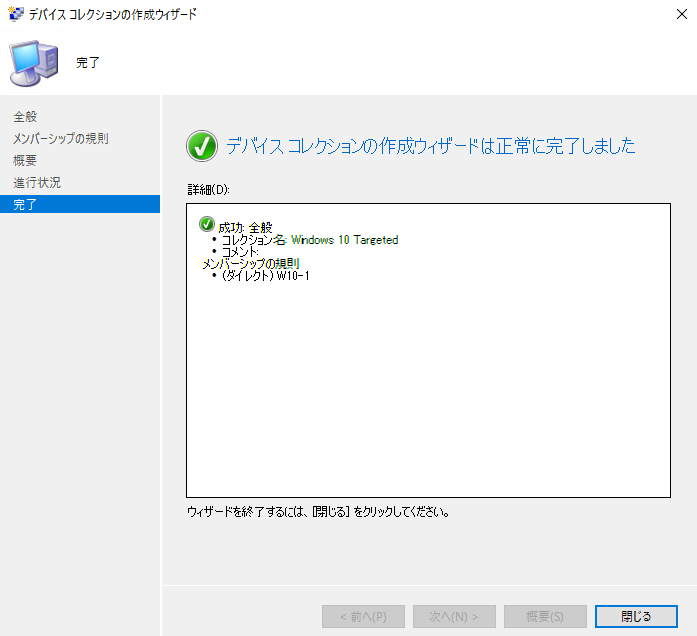 デバイス コレクションの作成ウィザード
完了
全般
メンバーシップの規則
概要
進行状況
完了
デバイス コレクションの作成ウィザードは正常に完了しました
詳細(D):
成功: 全般
• コレクション名: Windows 10 Targeted
• コメント:
メンバーシップの規則
• (ダイレクト) W10-1
ウィザードを終了するには、[閉じる] をクリックしてください。
< 前へ(P)
次へ(N) >
概要(S)
閉じる